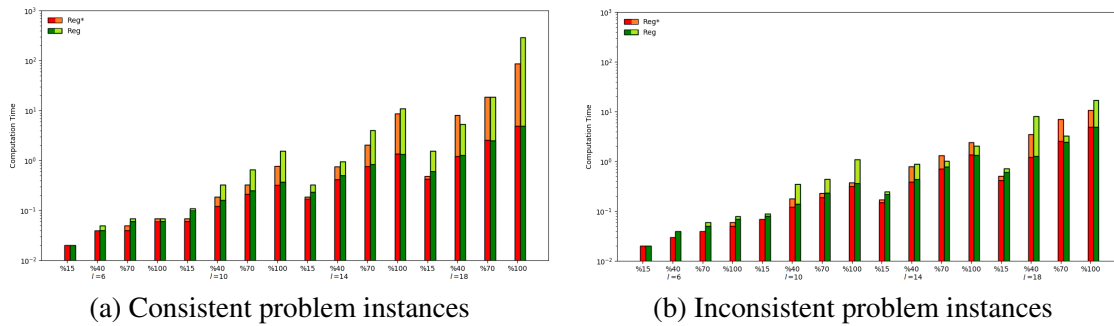 10³
10²
10¹
10⁰
10⁻¹
10⁻²
Computation Time
Reg*
Reg
%15 %40 %70 %100 %15 %40 %70 %100 %15 %40 %70 %100 %15 %40 %70 %100
l=6 l=10 l=14 l=18
(a) Consistent problem instances
10³
10²
10¹
10⁰
10⁻¹
10⁻²
Computation Time
Reg*
Reg
%15 %40 %70 %100 %15 %40 %70 %100 %15 %40 %70 %100 %15 %40 %70 %100
l=6 l=10 l=14 l=18
(b) Inconsistent problem instances